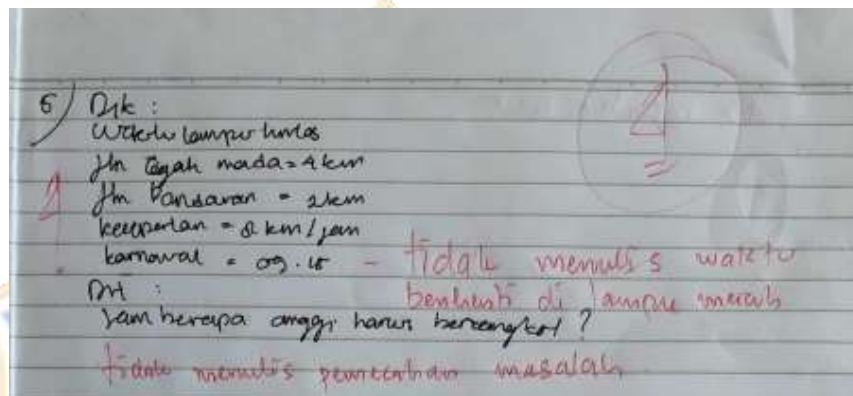 5) Dik :
Waktu lampu lintas
Jln Gajah mada = 4 km
Jln Pandanaran = 2 km
kecepatan = 8 km / jam
karnaval = 09.15 - tidak menulis waktu
berhenti di lampu merah
Dit :
Jam berapa anggi harus berangkat ?
tidak menulis pemecahan masalah
1
4